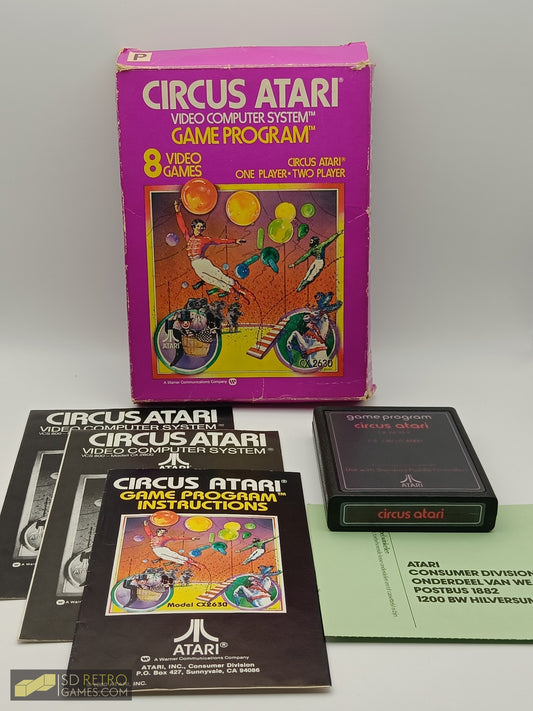 P
CIRCUS ATARI®
VIDEO COMPUTER SYSTEM™
GAME PROGRAM™
8 VIDEO GAMES
CIRCUS ATARI®
ONE PLAYER • TWO PLAYER
ATARI
CX 2630
A Warner Communications Company
CIRCUS ATARI
VIDEO COMPUTER SYSTEM™
CIRCUS ATARI®
VIDEO COMPUTER SYSTEM®
CIRCUS ATARI®
GAME PROGRAM™
INSTRUCTIONS
Model CX2630
ATARI®
A Warner Communications Company
ATARI, INC., Consumer Division
P.O. Box 427, Sunnyvale, CA 94086
game program
circus atari
ATARI
circus atari
ATARI
CONSUMER DIVISION
ONDERDEEL VAN WE
POSTBUS 1882
1200 BW HILVERSUM
SD RETRO
GAMES.COM